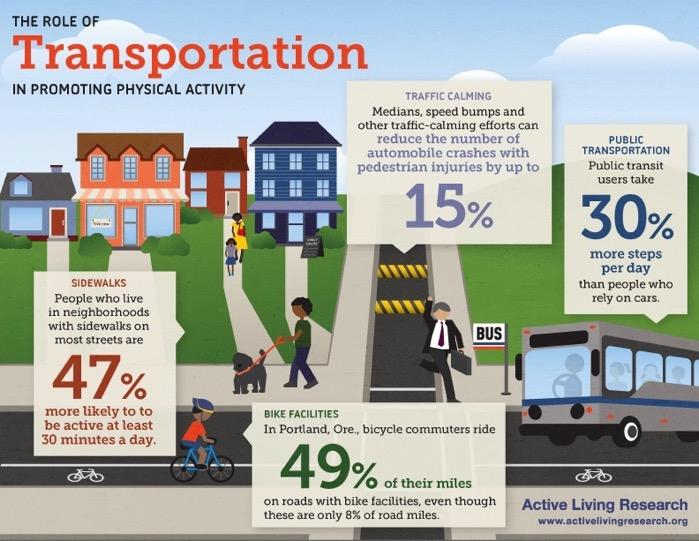 THE ROLE OF
Transportation
IN PROMOTING PHYSICAL ACTIVITY
TRAFFIC CALMING
Medians, speed bumps and
other traffic-calming efforts can
reduce the number of
automobile crashes with
pedestrian injuries by up to
15%
PUBLIC
TRANSPORTATION
Public transit
users take
30%
more steps
per day
than people who
rely on cars.
Welcome
SIDEWALKS
People who live
in neighborhoods
with sidewalks on
most streets are
47%
more likely to to
be active at least
30 minutes a day.
BUS
BIKE FACILITIES
In Portland, Ore., bicycle commuters ride
49% of their miles
on roads with bike facilities, even though
these are only 8% of road miles.
Active Living Research
www.activelivingresearch.org